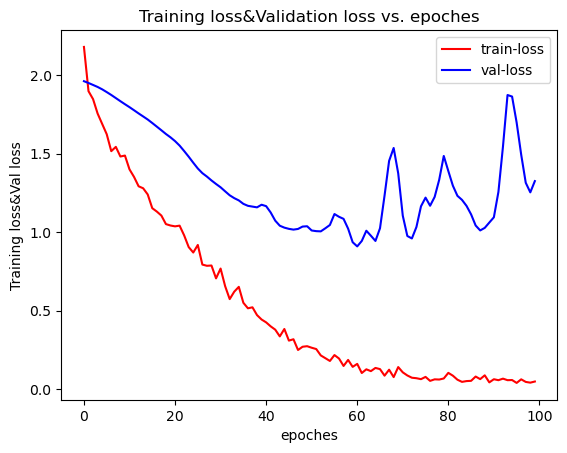 Training loss&Validation loss vs. epoches
train-loss
val-loss
Training loss&Val loss
2.0
1.5
1.0
0.5
0.0
0
20
40
60
80
100
epoches